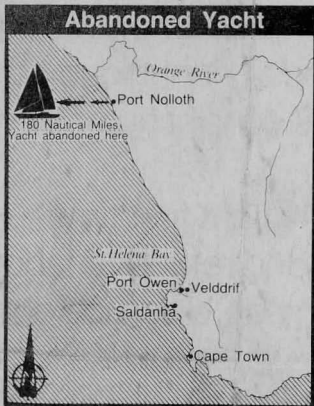 Abandoned Yacht
Orange River
Port Nolloth
180 Nautical Miles
Yacht abandoned here
St. Helena Bay
Port Owen
Velddrif
Saldanha
Cape Town